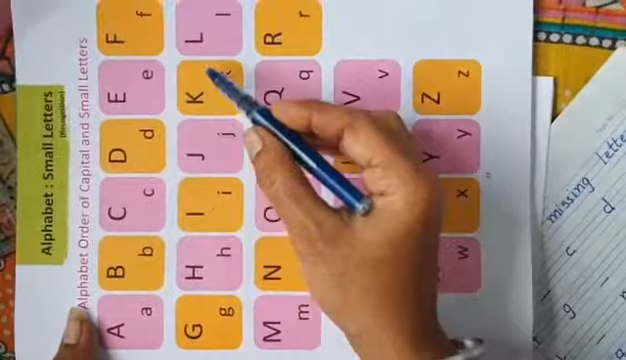 Alphabet : Small Letters
(Recognition)
Alphabet Order of Capital and Small Letters
A a B b C c D d E e F f
G g H h I i J j K L l
M m N Q q R r
V v
w x Y y Z z
missing lette
c d
g